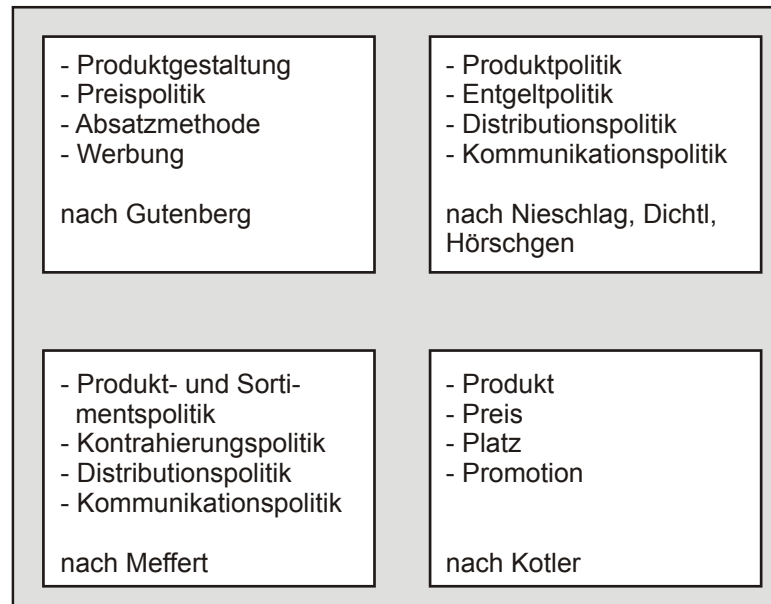 - Produktgestaltung
- Preispolitik
- Absatzmethode
- Werbung
nach Gutenberg
- Produktpolitik
- Entgeltpolitik
- Distributionspolitik
- Kommunikationspolitik
nach Nieschlag, Dichtl,
Hörschgen
- Produkt- und Sorti-
mentspolitik
- Kontrahierungspolitik
- Distributionspolitik
- Kommunikationspolitik
nach Meffert
- Produkt
- Preis
- Platz
- Promotion
nach Kotler